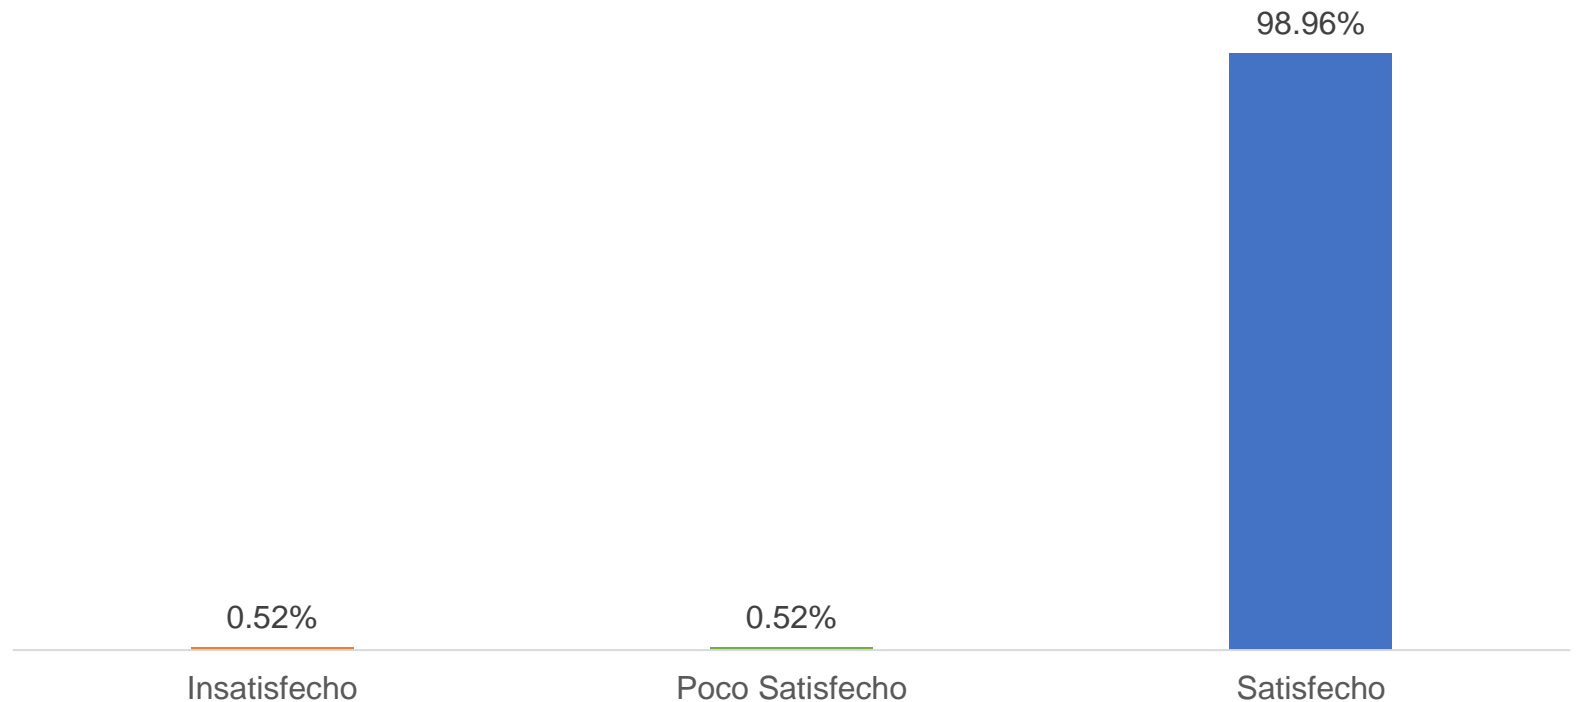 98.96%
0.52%
0.52%
Insatisfecho
Poco Satisfecho
Satisfecho